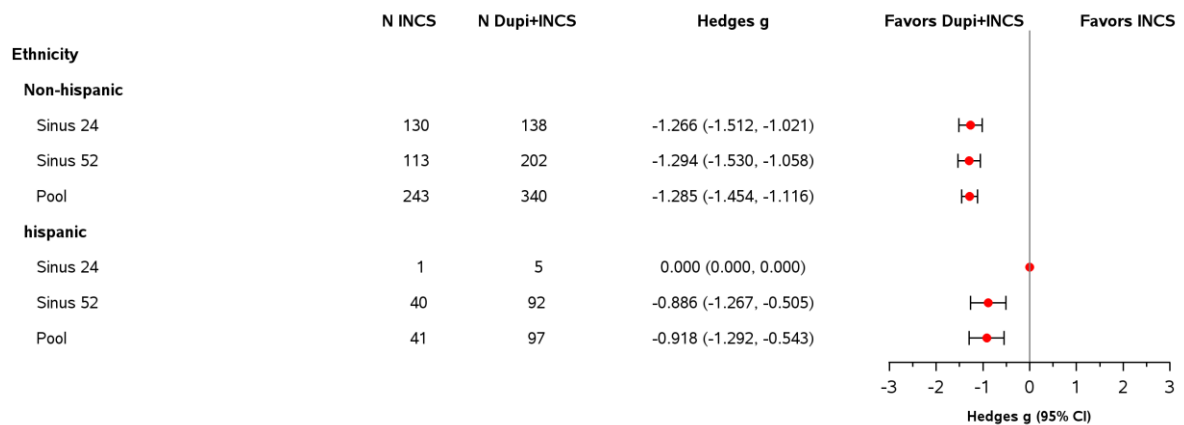 N INCS N Dupi+INCS Hedges g Favors Dupi+INCS Favors INCS
Ethnicity
Non-hispanic
Sinus 24 130 138 -1.266 (-1.512, -1.021)
Sinus 52 113 202 -1.294 (-1.530, -1.058)
Pool 243 340 -1.285 (-1.454, -1.116)
hispanic
Sinus 24 1 5 0.000 (0.000, 0.000)
Sinus 52 40 92 -0.886 (-1.267, -0.505)
Pool 41 97 -0.918 (-1.292, -0.543)
-3 -2 -1 0 1 2 3
Hedges g (95% CI)